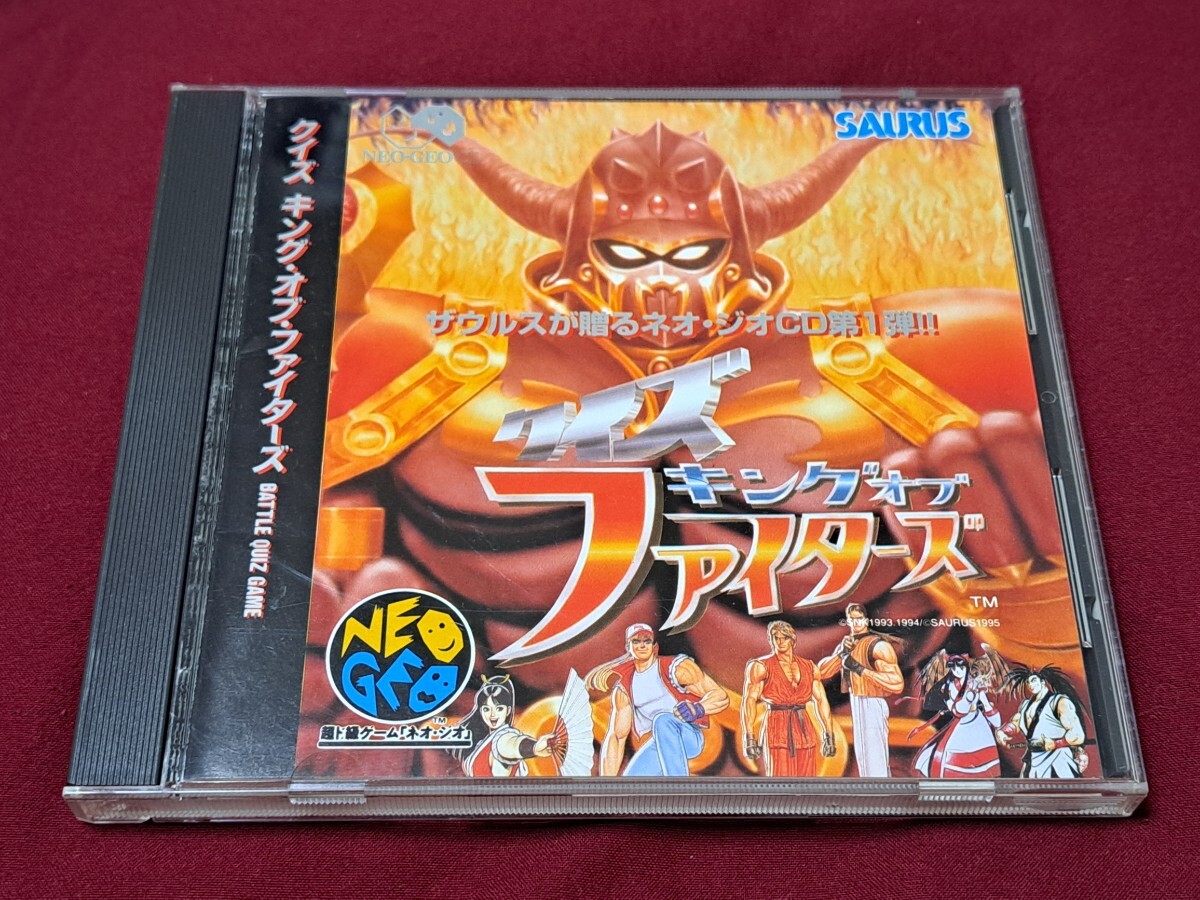 クイズ キング・オブ・ファイターズ BATTLE QUIZ GAME
NEO•GEO
SAURUS
ザウルスが贈るネオ・ジオCD第1弾!!
クイズ
キングオブ
ファイターズ
TM
©SNK1993.1994/©SAURUS1995
NEO
GEO
TM
超ド級ゲーム「ネオ・ジオ」